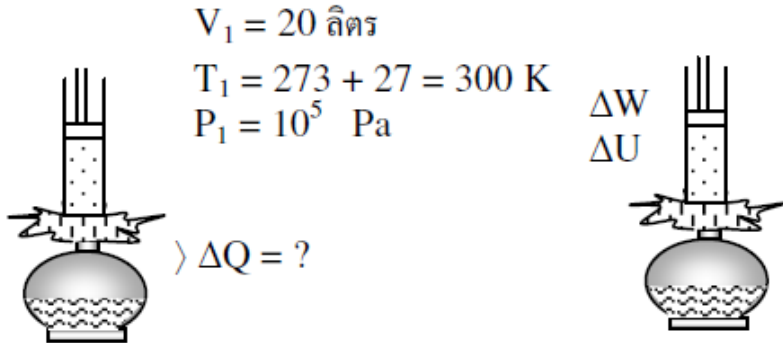 V₁ = 20 ลิตร
T₁ = 273 + 27 = 300 K
P₁ = 10⁵ Pa
ΔW
ΔU
⟩ ΔQ = ?